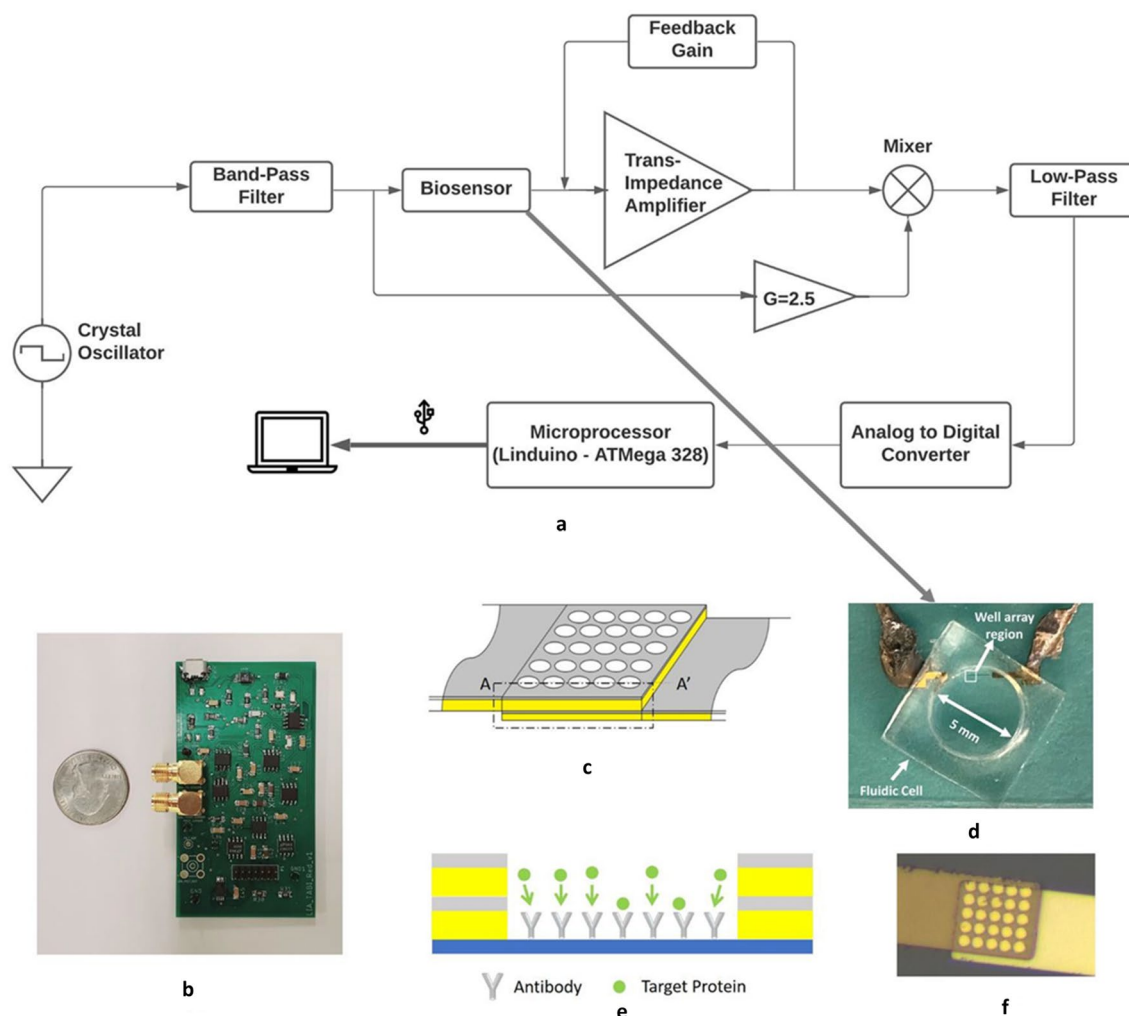 Feedback
Gain
Mixer
Band-Pass
Filter
Biosensor
Trans-
Impedance
Amplifier
Low-Pass
Filter
G=2.5
Crystal
Oscillator
Microprocessor
(Linduino - ATMega 328)
Analog to Digital
Converter
a
Well array
region
5 mm
Fluidic Cell
A
A'
b
c
d
Antibody
Target Protein
e
f